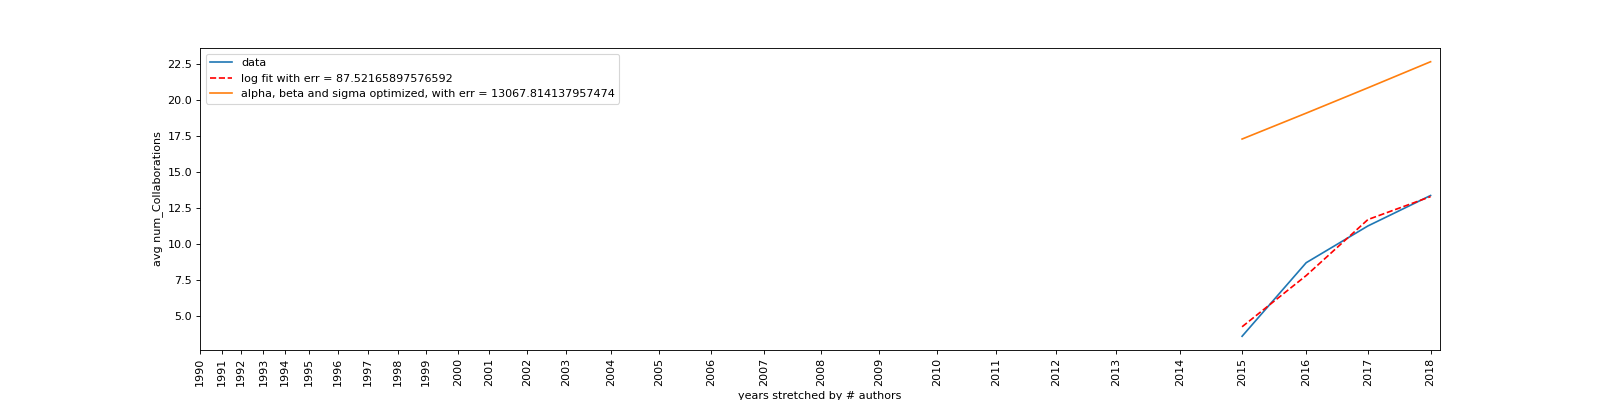 data
log fit with err = 87.52165897576592
alpha, beta and sigma optimized, with err = 13067.814137957474
22.5
20.0
17.5
15.0
12.5
10.0
7.5
5.0
avg num_Collaborations
1990 1991 1992 1993 1994 1995 1996 1997 1998 1999 2000 2001 2002 2003 2004 2005 2006 2007 2008 2009 2010 2011 2012 2013 2014 2015 2016 2017 2018
years stretched by # authors